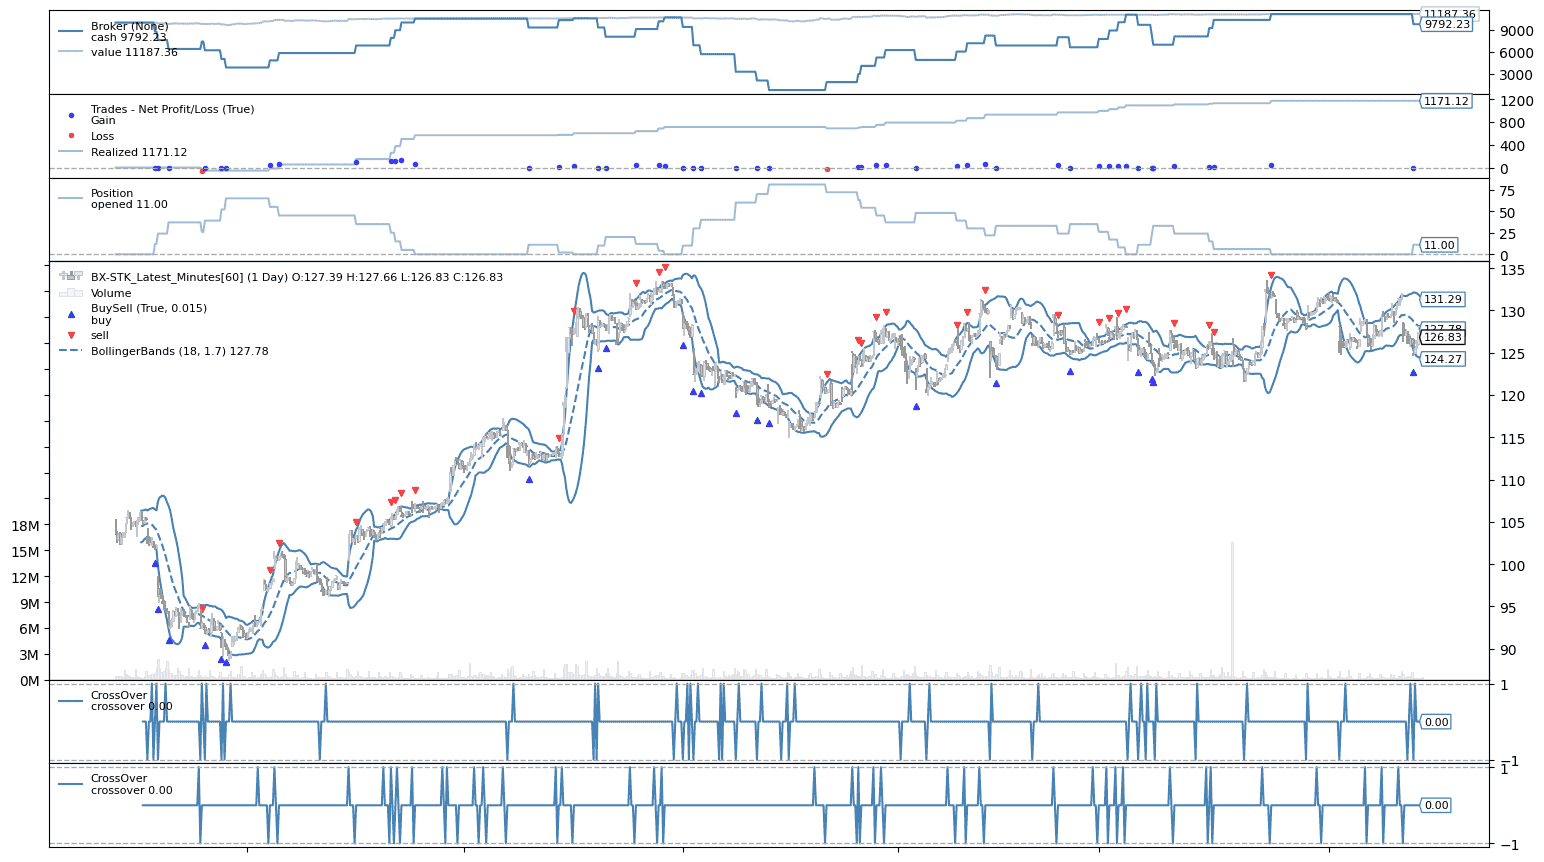 Broker (None)
cash 9792.23
value 11187.36
11187.36
9792.23
9000
6000
3000
Trades - Net Profit/Loss (True)
Gain
Loss
Realized 1171.12
1200
1171.12
800
400
0
Position
opened 11.00
75
50
25
0
11.00
BX-STK_Latest_Minutes[60] (1 Day) O:127.39 H:127.66 L:126.83 C:126.83
Volume
BuySell (True, 0.015)
buy
sell
BollingerBands (18, 1.7) 127.78
135
130
125
120
115
110
105
100
95
90
131.29
127.78
126.83
124.27
18M
15M
12M
9M
6M
3M
0M
CrossOver
crossover 0.00
1
0.00
−1
CrossOver
crossover 0.00
1
0.00
−1